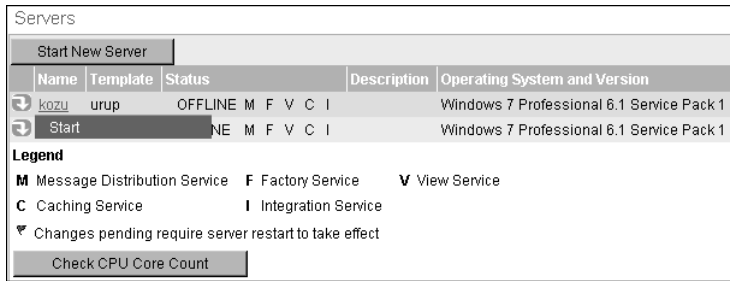 Servers
Start New Server
Name Template Status Description Operating System and Version
kozu urup OFFLINE M F V C I Windows 7 Professional 6.1 Service Pack 1
Start NE M F V C I Windows 7 Professional 6.1 Service Pack 1
Legend
M Message Distribution Service F Factory Service V View Service
C Caching Service I Integration Service
Changes pending require server restart to take effect
Check CPU Core Count